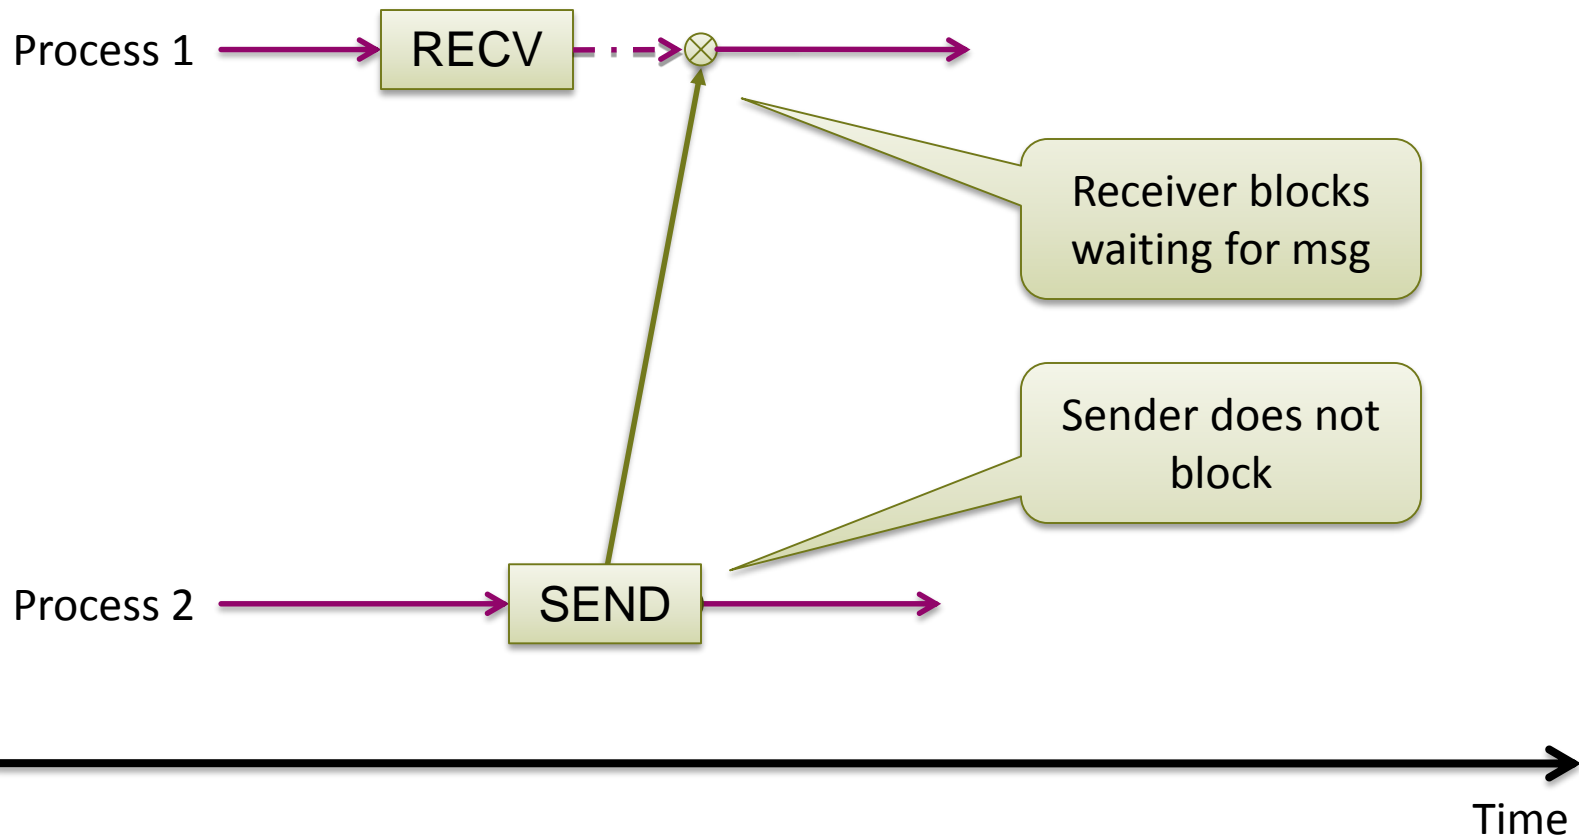 Process 1
RECV
Receiver blocks
waiting for msg
Sender does not
block
Process 2
SEND
Time